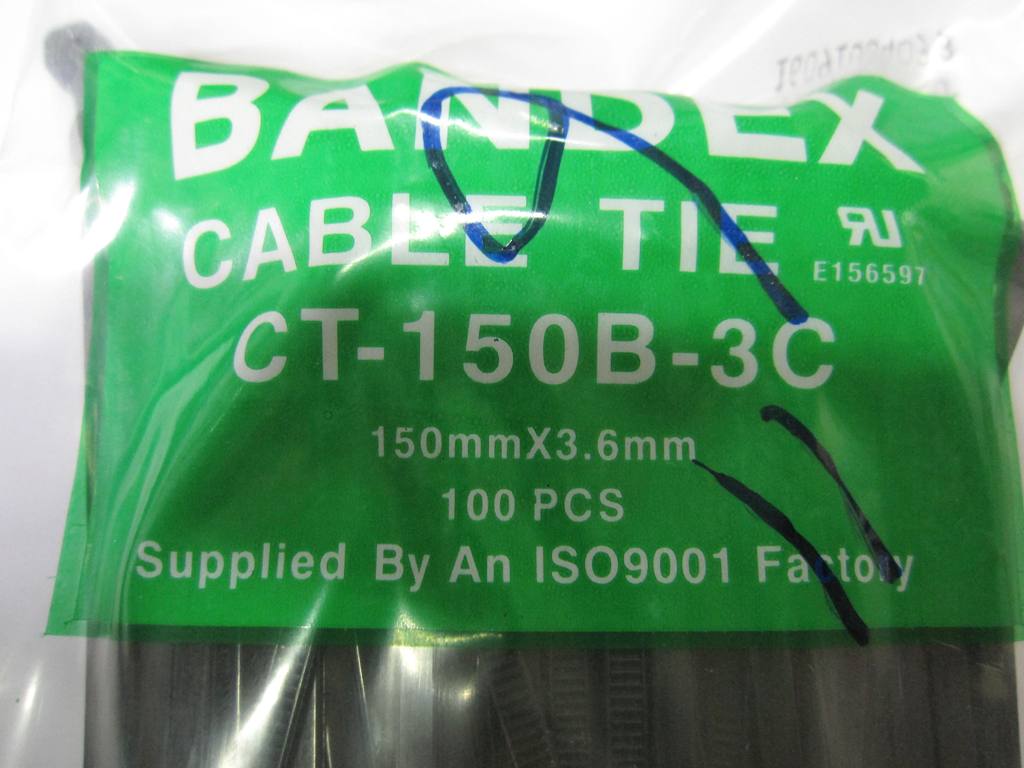 BANDEX
CABLE TIE
E156597
CT-150B-3C
150mmX3.6mm
100 PCS
Supplied By An ISO9001 Factory